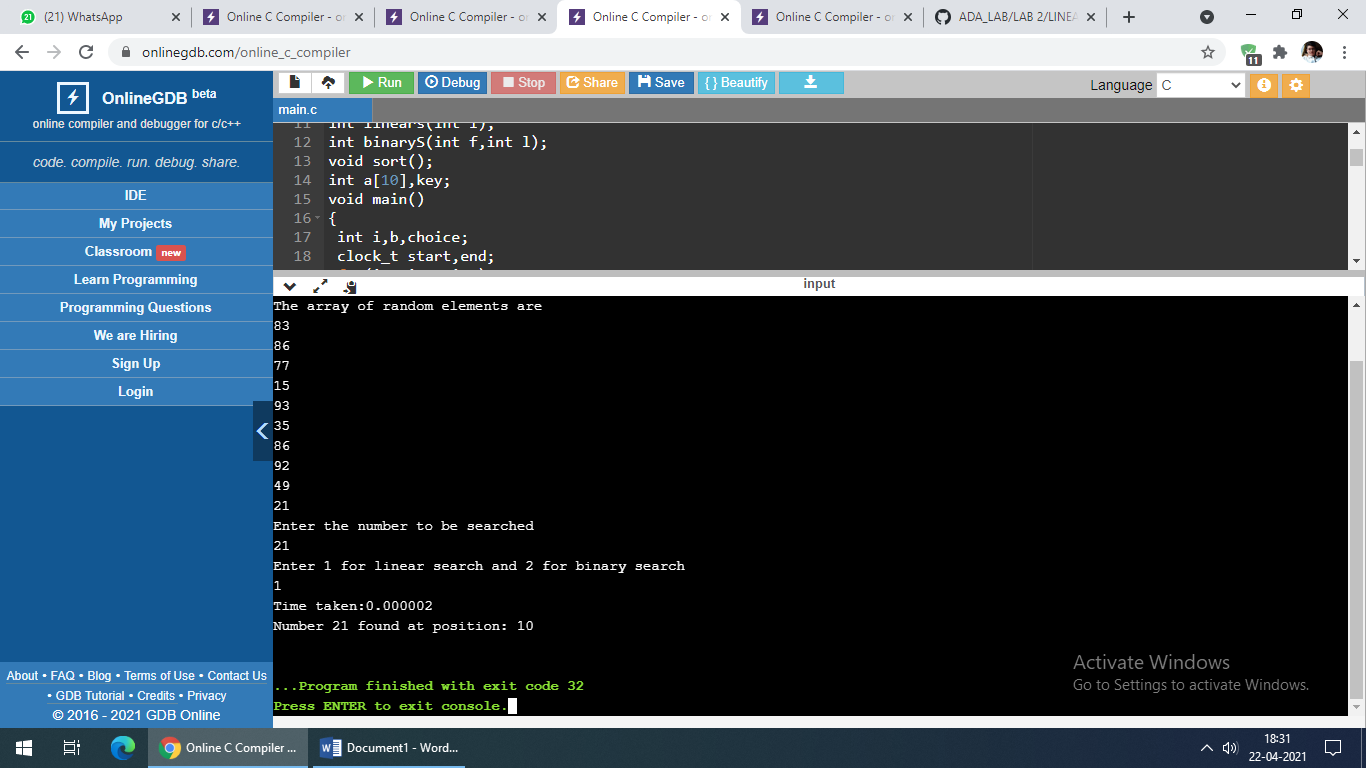 (21) WhatsApp
Online C Compiler - o
Online C Compiler - o
Online C Compiler - o
Online C Compiler - o
ADA_LAB/LAB 2/LINEA
onlinegdb.com/online_c_compiler
11
OnlineGDB beta
online compiler and debugger for c/c++
code. compile. run. debug. share.
IDE
My Projects
Classroom new
Learn Programming
Programming Questions
We are Hiring
Sign Up
Login
About • FAQ • Blog • Terms of Use • Contact Us
• GDB Tutorial • Credits • Privacy
© 2016 - 2021 GDB Online
Run Debug Stop Share Save { } Beautify
Language C
main.c
12 int binaryS(int f,int l);
13 void sort();
14 int a[10],key;
15 void main()
16 {
17 int i,b,choice;
18 clock_t start,end;
input
The array of random elements are
83
86
77
15
93
35
86
92
49
21
Enter the number to be searched
21
Enter 1 for linear search and 2 for binary search
1
Time taken:0.000002
Number 21 found at position: 10
...Program finished with exit code 32
Press ENTER to exit console.
Activate Windows
Go to Settings to activate Windows.
Online C Compiler ...
Document1 - Word...
18:31
22-04-2021